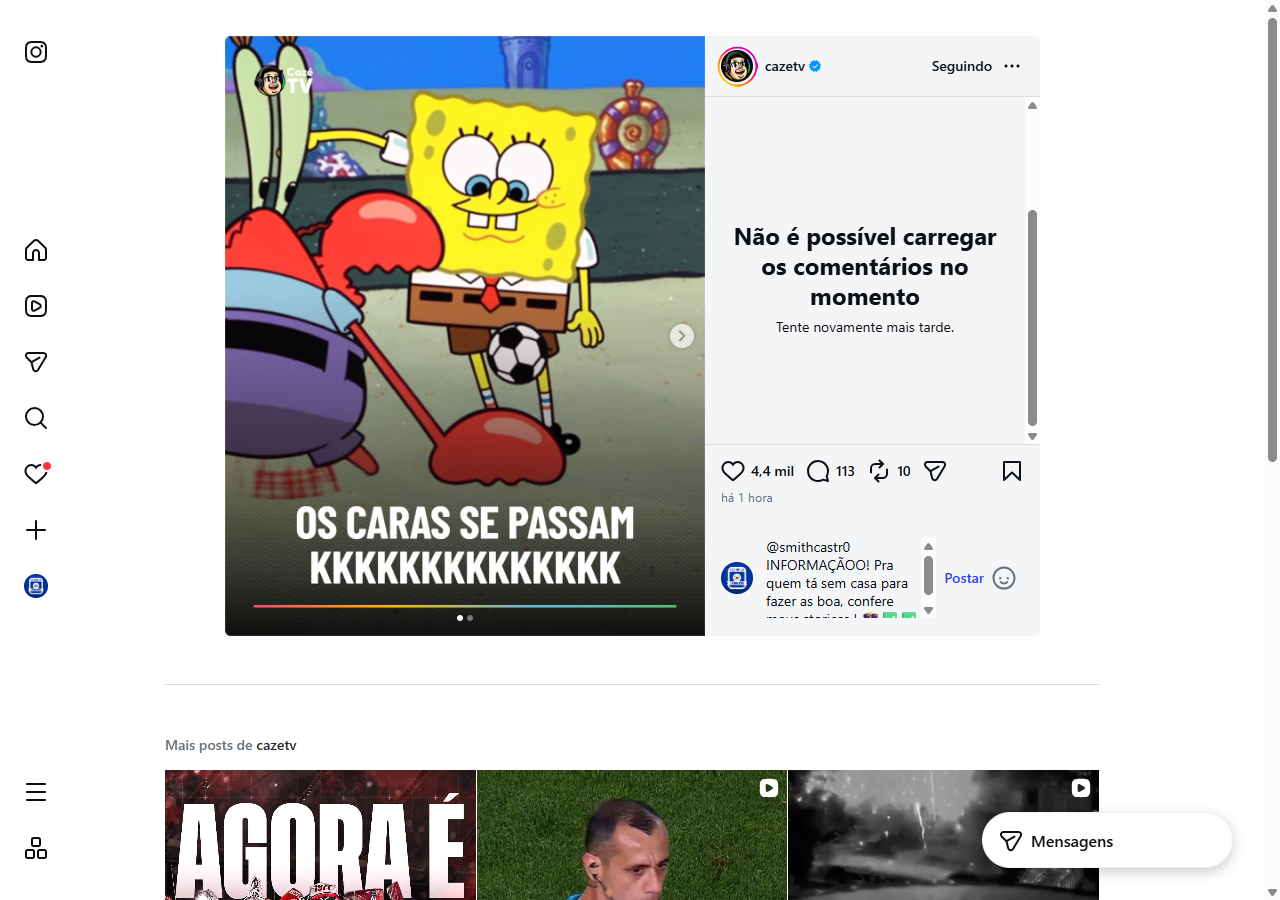 Cazé
TV
cazetv
Seguindo
Não é possível carregar
os comentários no
momento
Tente novamente mais tarde.
4,4 mil
113
10
há 1 hora
@smithcastr0
INFORMAÇÃOO! Pra
quem tá sem casa para
fazer as boa, confere
Postar
OS CARAS SE PASSAM
KKKKKKKKKKKKKK
Mais posts de cazetv
AGORA É
Mensagens